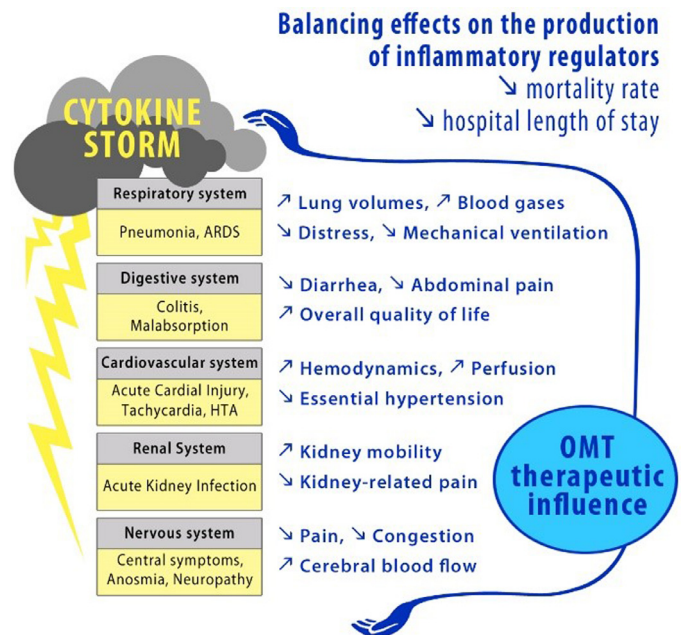 Balancing effects on the production
of inflammatory regulators
↘ mortality rate
↘ hospital length of stay
CYTOKINE
STORM
Respiratory system
Pneumonia, ARDS
↗ Lung volumes, ↗ Blood gases
↘ Distress, ↘ Mechanical ventilation
Digestive system
Colitis,
Malabsorption
↘ Diarrhea, ↘ Abdominal pain
↗ Overall quality of life
Cardiovascular system
Acute Cardial Injury,
Tachycardia, HTA
↗ Hemodynamics, ↗ Perfusion
↘ Essential hypertension
Renal System
Acute Kidney Infection
↗ Kidney mobility
↘ Kidney-related pain
Nervous system
Central symptoms,
Anosmia, Neuropathy
↘ Pain, ↘ Congestion
↗ Cerebral blood flow
OMT
therapeutic
influence